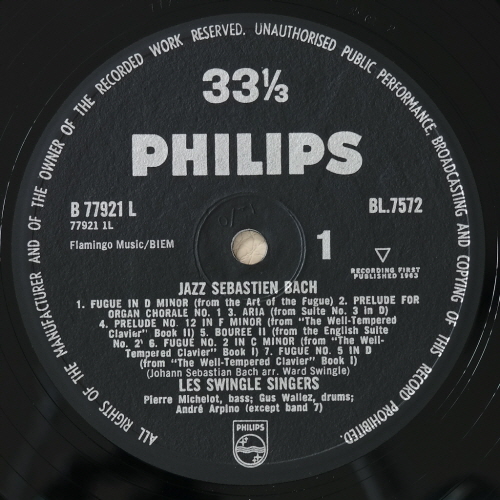 ALL RIGHTS OF THE MANUFACTURER AND OF THE OWNER OF THE RECORDED WORK RESERVED. UNAUTHORISED PUBLIC PERFORMANCE, BROADCASTING AND COPYING OF THIS RECORD PROHIBITED.
33⅓
PHILIPS
B 77921 L
BL.7572
77921 1L
Flamingo Music/BIEM
1
RECORDING FIRST
PUBLISHED 1963
JAZZ SEBASTIEN BACH
1. FUGUE IN D MINOR (from the Art of the Fugue) 2. PRELUDE FOR
ORGAN CHORALE NO. 1 3. ARIA (from Suite No. 3 in D)
4. PRELUDE NO. 12 IN F MINOR (from "The Well-Tempered
Clavier" Book II) 5. BOUREE II (from the English Suite
No. 2) 6. FUGUE NO. 2 IN C MINOR (from "The Well-
Tempered Clavier" Book I) 7. FUGUE NO. 5 IN D
(from "The Well-Tempered Clavier" Book I)
(Johann Sebastian Bach arr. Ward Swingle)
LES SWINGLE SINGERS
Pierre Michelot, bass; Gus Wallez, drums;
André Arpino (except band 7)
PHILIPS